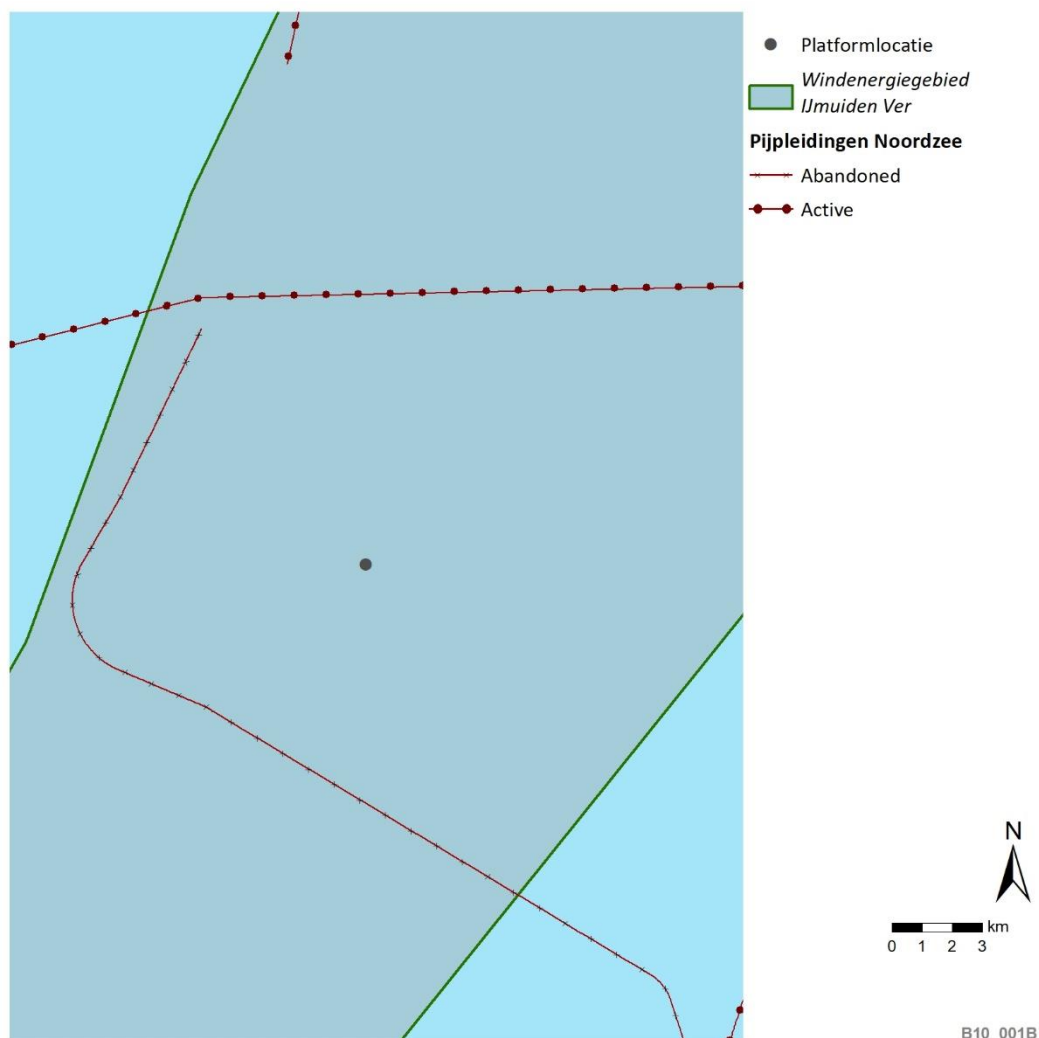 Platformlocatie
Windenergiegebied
IJmuiden Ver
Pijpleidingen Noordzee
Abandoned
Active
N
km
0 1 2 3
B10_001B